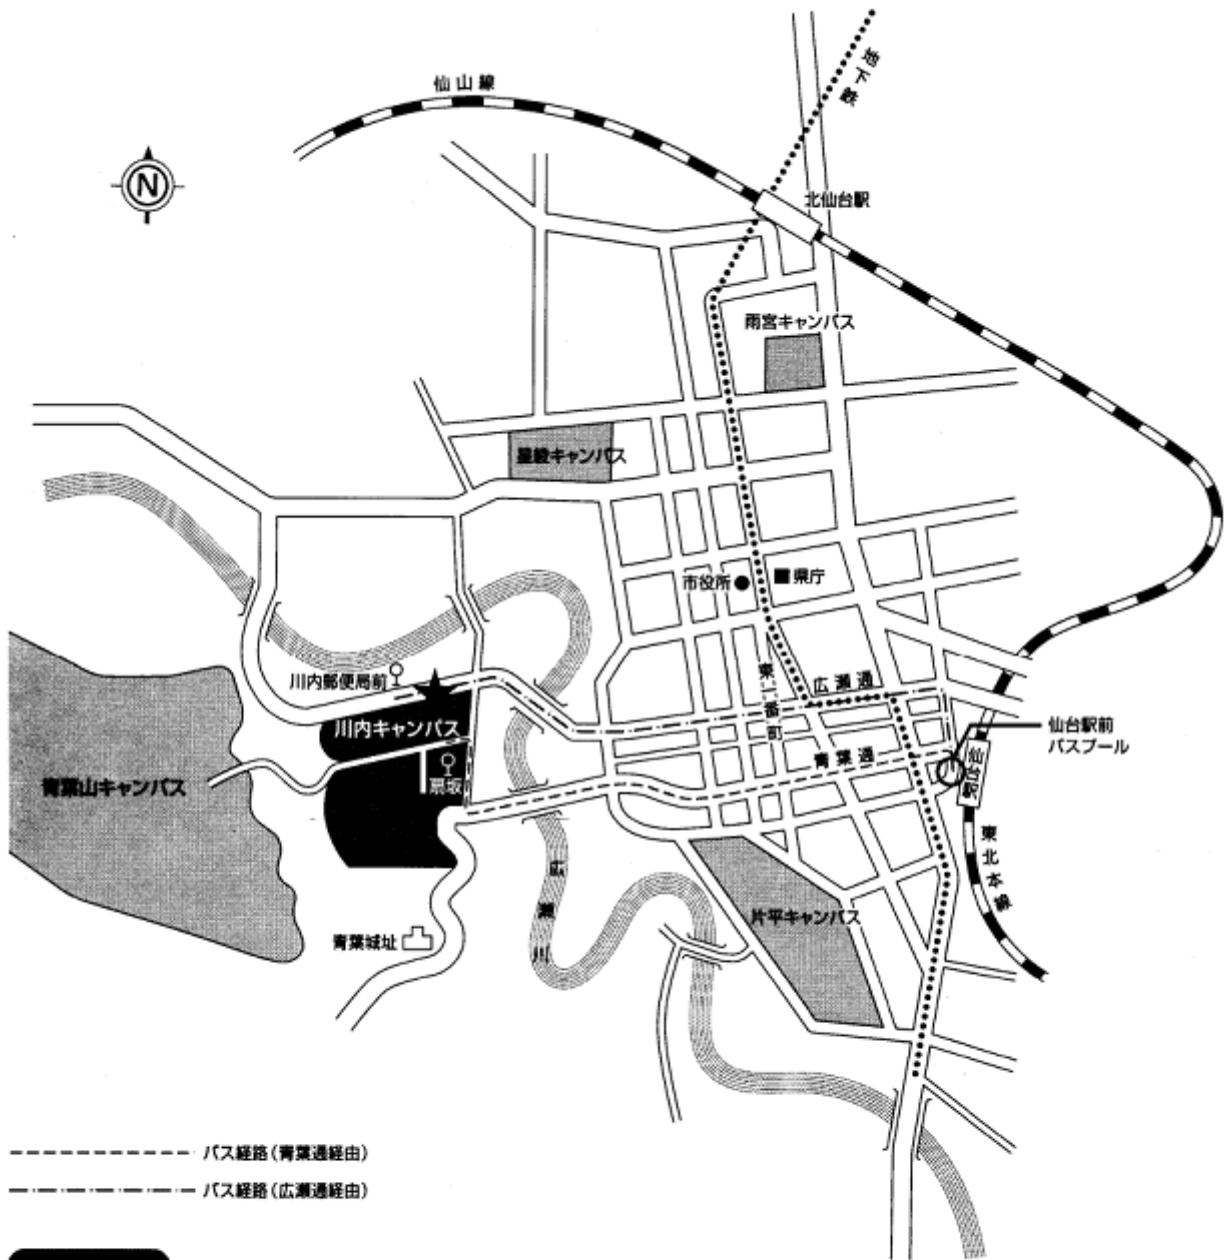 地下鉄
仙山線
N
北仙台駅
雨宮キャンパス
星陵キャンパス
市役所
県庁
川内郵便局前
東一番町
広瀬通
川内キャンパス
仙台駅前
バスプール
青葉通
仙台駅
青葉山キャンパス
扇坂
東北本線
広瀬川
片平キャンパス
青葉城址
バス経路(青葉通経由)
バス経路(広瀬通経由)